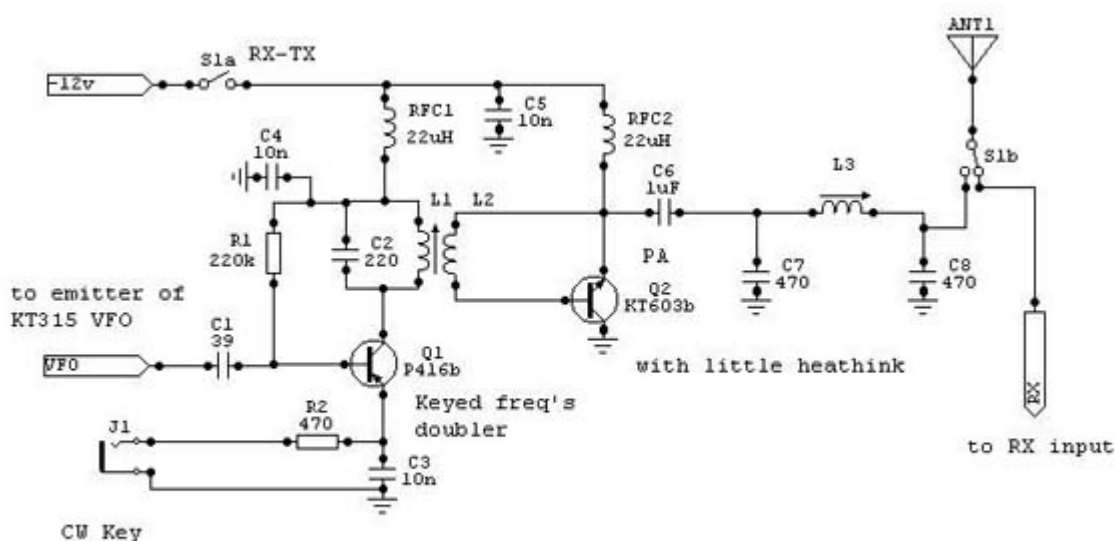 ANT1
S1a
RX-TX
-12v
RFC1
22uH
C5
10n
RFC2
22uH
C4
10n
C6
1uF
L3
S1b
L1
L2
R1
220k
C2
220
PA
C7
470
C8
470
Q2
KT603b
to emitter of
KT315 VFO
C1
39
VFO
Q1
P416b
with little heathink
RX
Keyed freq's
doubler
R2
470
J1
C3
10n
to RX input
CW Key